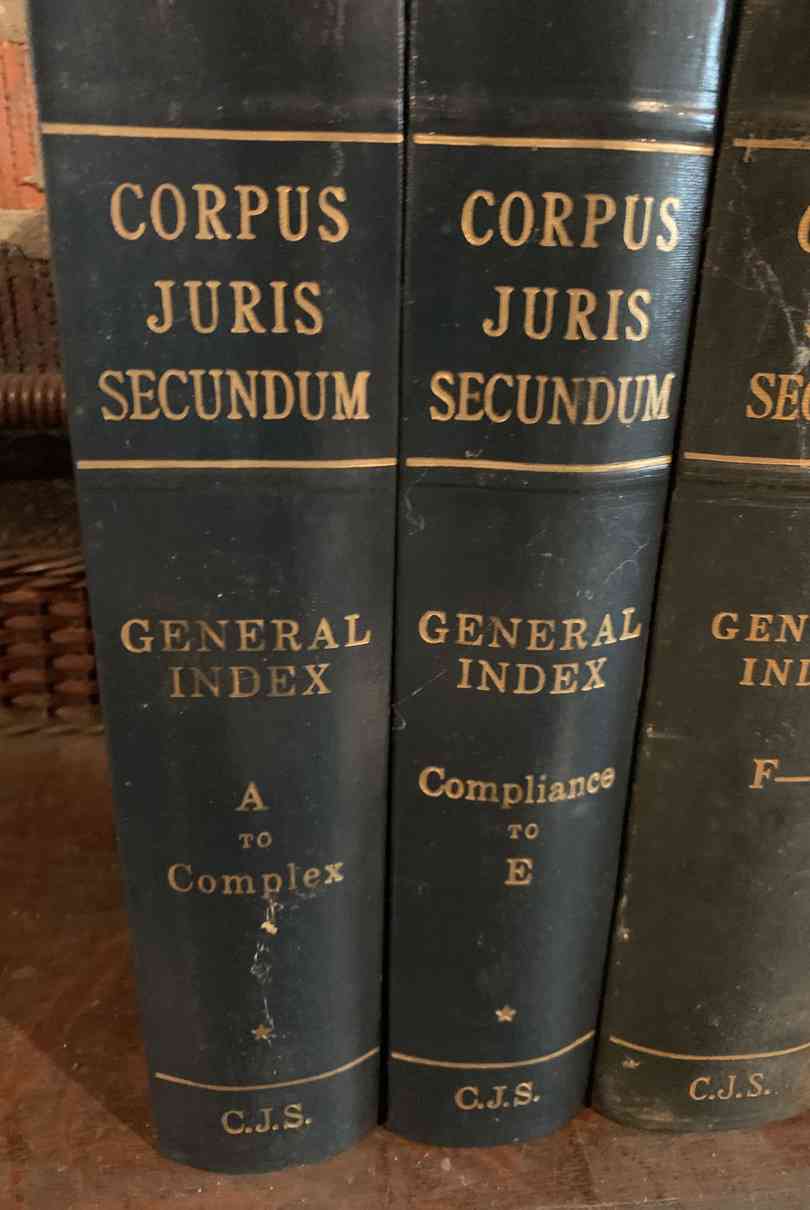 CORPUS
JURIS
SECUNDUM
GENERAL
INDEX
A
TO
Complex
C.J.S.
CORPUS
JURIS
SECUNDUM
GENERAL
INDEX
Compliance
TO
E
C.J.S.
F—
C.J.S.